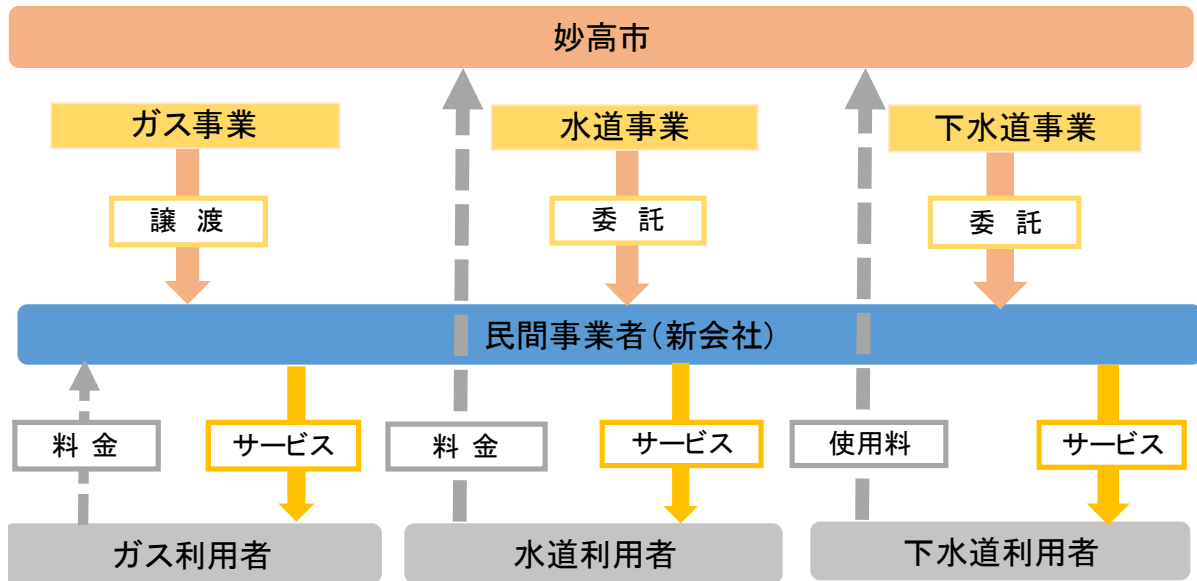 妙高市
ガス事業
水道事業
下水道事業
譲 渡
委 託
委 託
民間事業者（新会社）
料 金
サービス
料 金
サービス
使用料
サービス
ガス利用者
水道利用者
下水道利用者